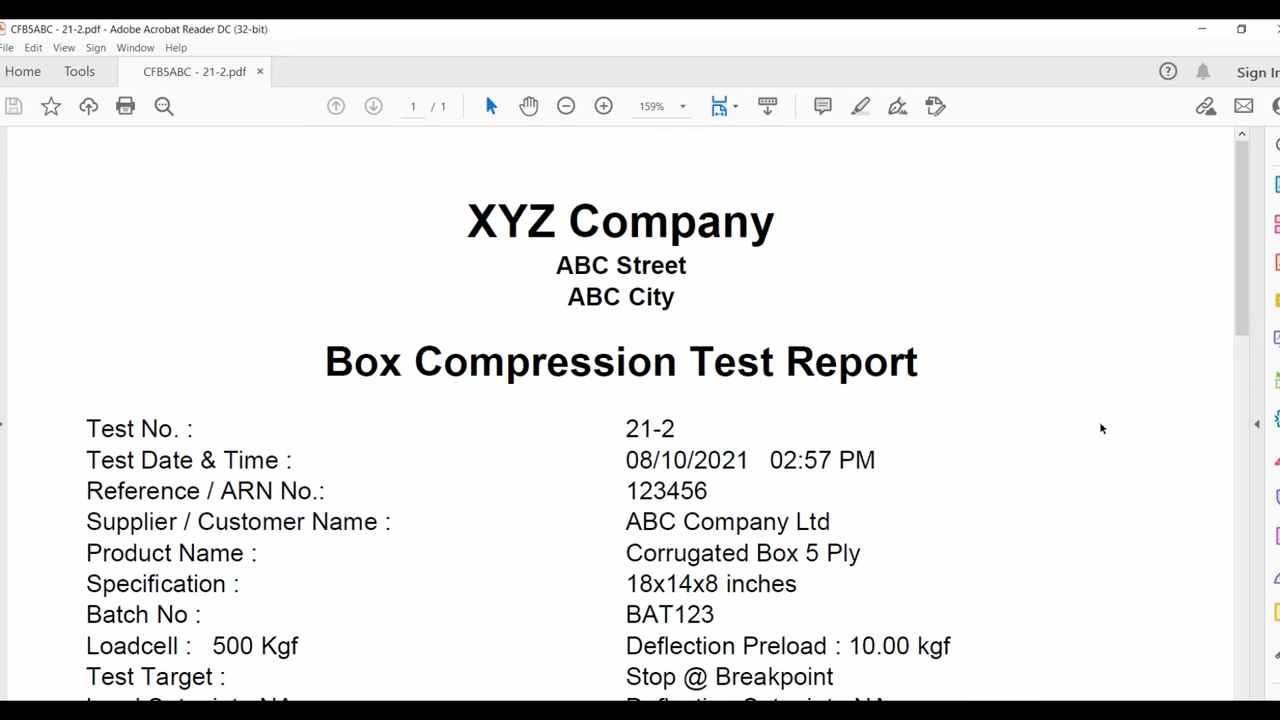 CFB5ABC - 21-2.pdf - Adobe Acrobat Reader DC (32-bit)
File Edit View Sign Window Help
Home Tools CFB5ABC - 21-2.pdf × Sign In
1 / 1 159%
XYZ Company
ABC Street
ABC City
Box Compression Test Report
Test No. : 21-2
Test Date & Time : 08/10/2021 02:57 PM
Reference / ARN No.: 123456
Supplier / Customer Name : ABC Company Ltd
Product Name : Corrugated Box 5 Ply
Specification : 18x14x8 inches
Batch No : BAT123
Loadcell : 500 Kgf Deflection Preload : 10.00 kgf
Test Target : Stop @ Breakpoint